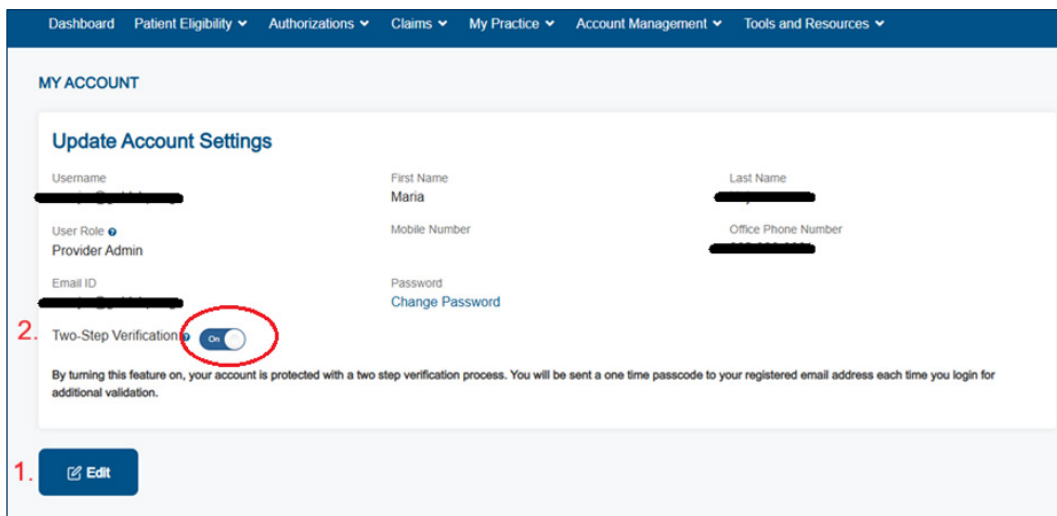 Dashboard Patient Eligibility Authorizations Claims My Practice Account Management Tools and Resources
MY ACCOUNT
Update Account Settings
Username First Name Last Name
Maria
User Role Mobile Number Office Phone Number
Provider Admin
Email ID Password
Change Password
2. Two-Step Verification On
By turning this feature on, your account is protected with a two step verification process. You will be sent a one time passcode to your registered email address each time you login for
additional validation.
1. Edit